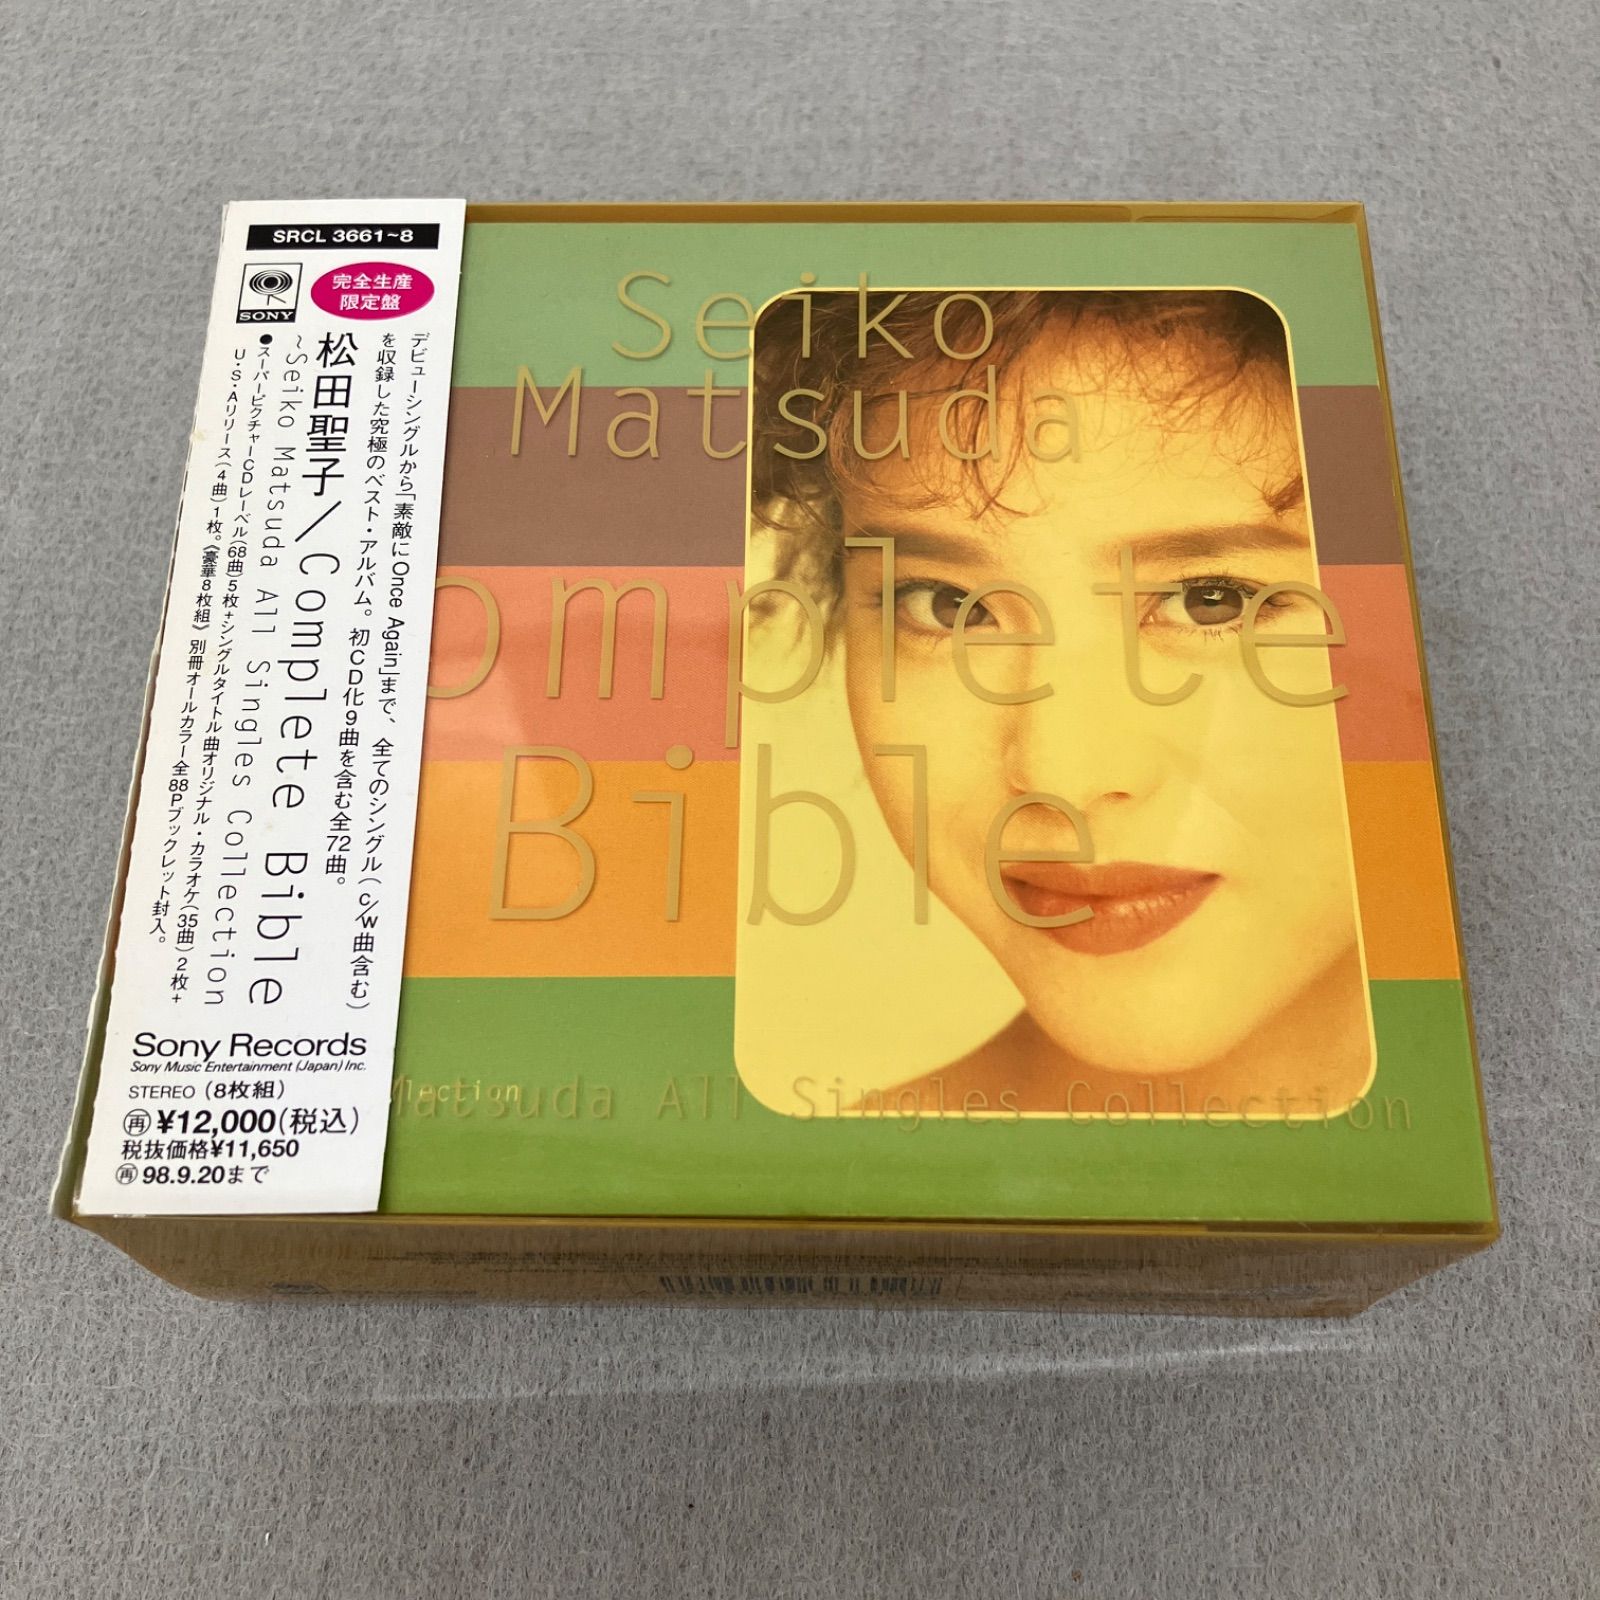 SRCL 3661~8
SONY
完全生産
限定盤
デビューシングルから「素敵にOnce Again」まで、全てのシングル(c/w曲含む)
を収録した究極のベスト・アルバム。初CD化9曲を含む全72曲。
松田聖子/Complete Bible
~Seiko Matsuda All Singles Collection
●スーパーピクチャーCDレーベル(68曲)5枚+シングルタイトル曲オリジナル・カラオケ(35曲)2枚+
U・S・Aリリース(4曲)1枚。《豪華8枚組》別冊オールカラー全88Pブックレット封入。
Sony Records
Sony Music Entertainment (Japan) Inc.
STEREO (8枚組)
再¥12,000(税込)
税抜価格¥11,650
再98.9.20まで
Seiko
Matsuda
omplete
Bible
Matsuda All Singles Collection
llection